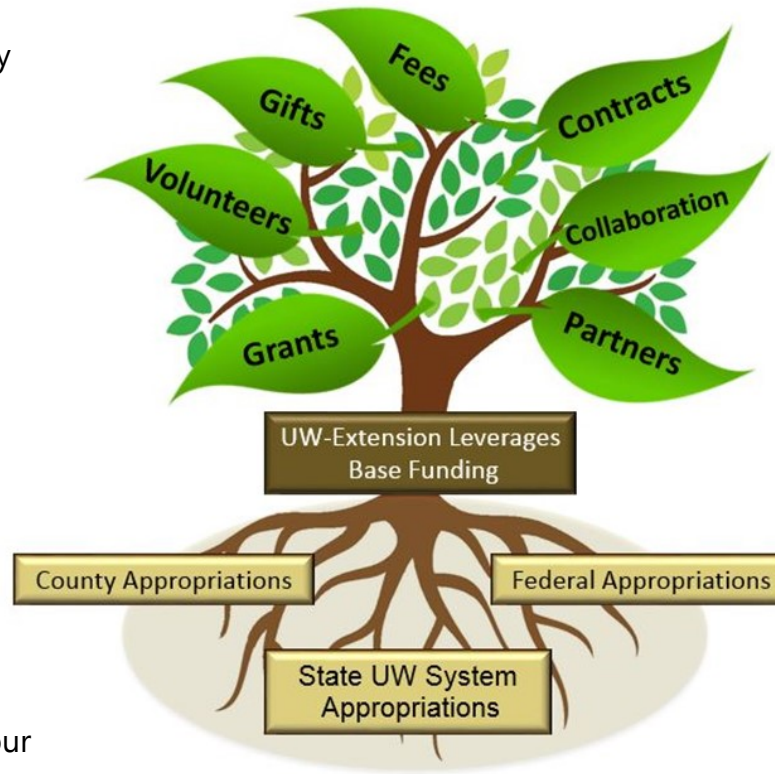 y
Fees
Gifts
Contracts
Volunteers
Collaboration
Grants
Partners
UW-Extension Leverages
Base Funding
County Appropriations
Federal Appropriations
State UW System
Appropriations
our